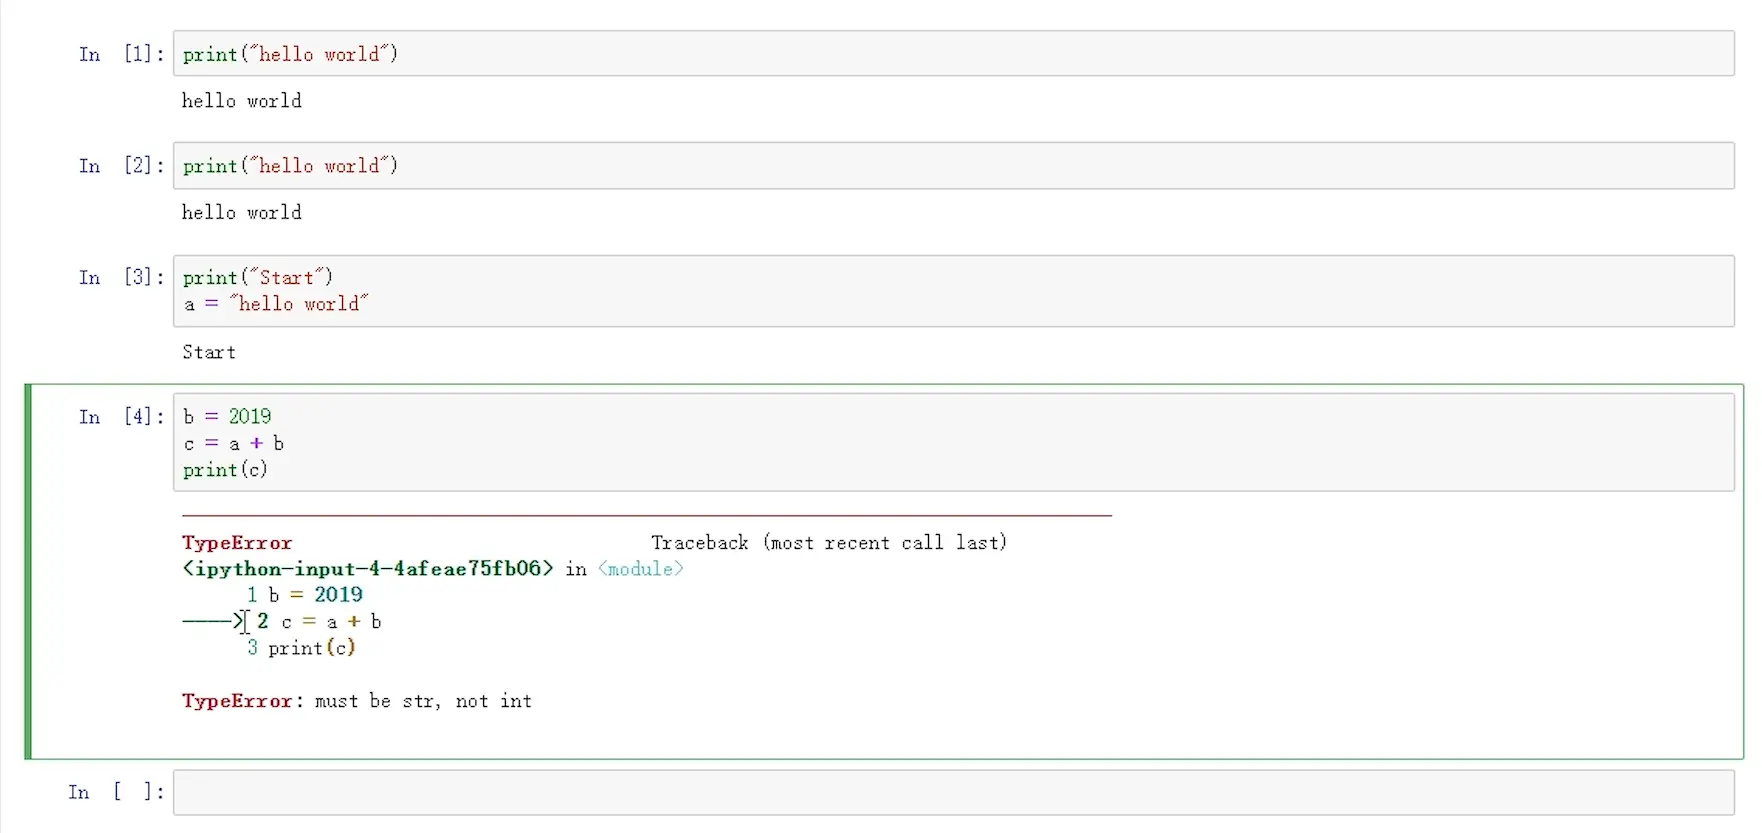 In [1]: print("hello world")
hello world
In [2]: print("hello world")
hello world
In [3]: print("Start")
a = "hello world"
Start
In [4]: b = 2019
c = a + b
print(c)
TypeError Traceback (most recent call last)
<ipython-input-4-4afeae75fb06> in <module>
1 b = 2019
----> 2 c = a + b
3 print(c)
TypeError: must be str, not int
In [ ]: